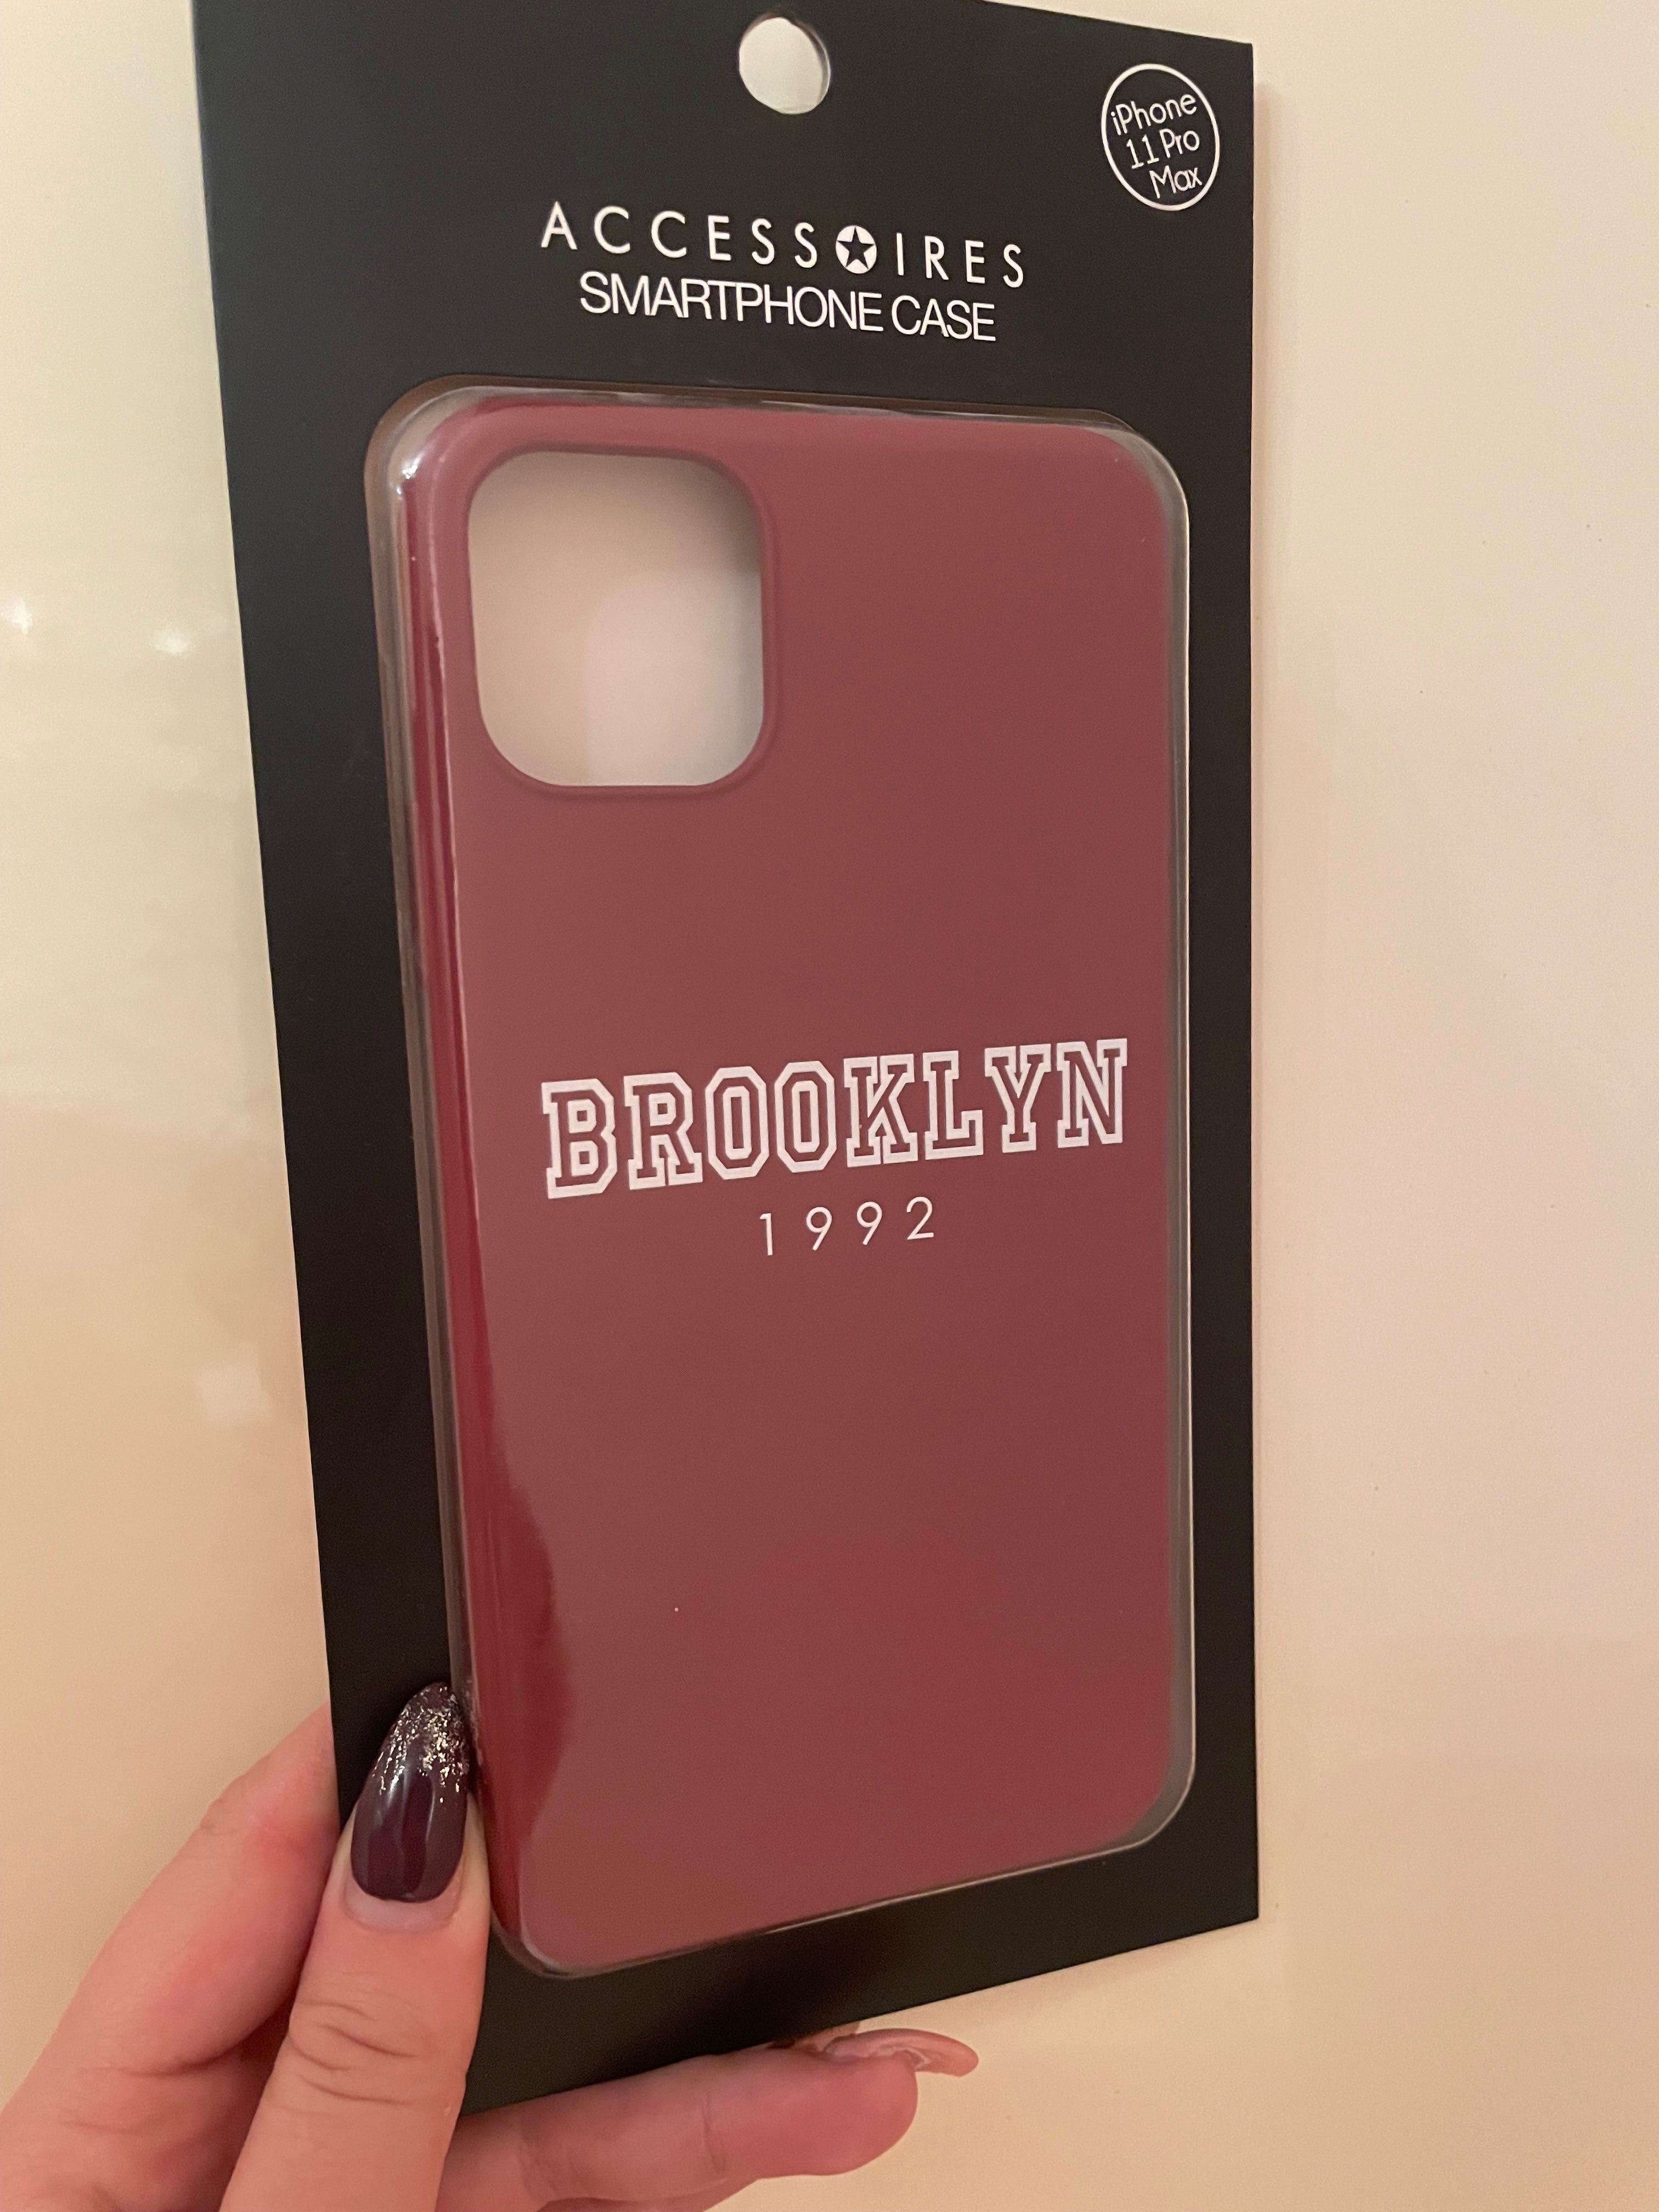 iPhone
11 Pro
Max
ACCESSOIRES
SMARTPHONE CASE
BROOKLYN
1992